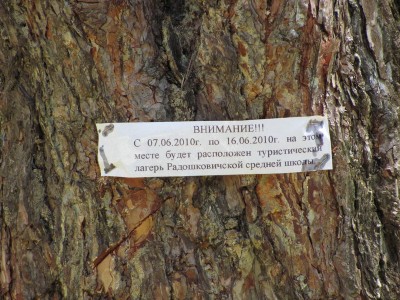 ВНИМАНИЕ!!!
С 07.06.2010г. по 16.06.2010г на этом
месте будет расположен туристический
лагерь Радошковичской средней школы.